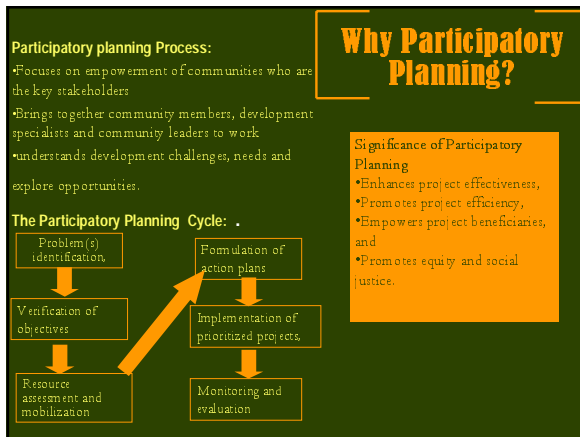 Why Participatory
Planning?
Participatory planning Process:
•Focuses on empowerment of communities who are
the key stakeholders
•Brings together community members, development
specialists and community leaders to work
•understands development challenges, needs and
explore opportunities.
The Participatory Planning Cycle: .
Problem(s)
identification,
Verification of
objectives
Resource
assessment and
mobilization
Formulation of
action plans
Implementation of
prioritized projects,
Monitoring and
evaluation
Significance of Participatory
Planning
•Enhances project effectiveness,
•Promotes project efficiency,
•Empowers project beneficiaries,
and
•Promotes equity and social
justice.